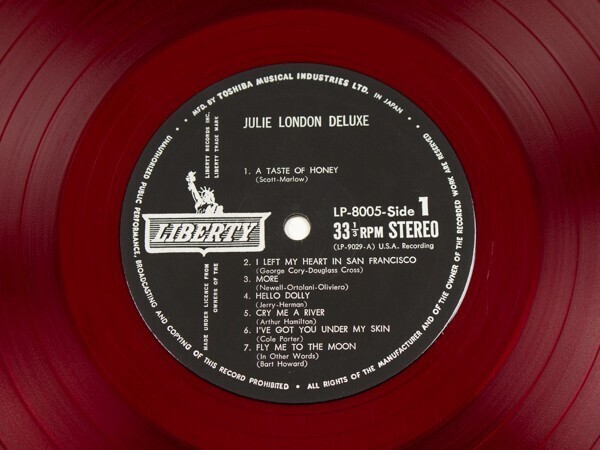 • MFD. BY TOSHIBA MUSICAL INDUSTRIES LTD. IN JAPAN •
UNAUTHORIZED PUBLIC PERFORMANCE, BROADCASTING AND COPYING OF THIS RECORD PROHIBITED • ALL RIGHTS OF THE MANUFACTURER AND OF THE OWNER OF THE RECORDED WORK ARE RESERVED
LIBERTY RECORDS INC.
LIBERTY TRADE MARK
JULIE LONDON DELUXE
1. A TASTE OF HONEY
(Scott-Marlow)
LIBERTY
LP-8005-Side 1
33 1/3 RPM STEREO
(LP-9029-A) U.S.A. Recording
MADE UNDER LICENCE FROM
OWNERS OF THE
2. I LEFT MY HEART IN SAN FRANCISCO
(George Cory-Douglass Cross)
3. MORE
(Newell-Ortolani-Oliviero)
4. HELLO DOLLY
(Jerry-Herman)
5. CRY ME A RIVER
(Arthur Hamilton)
6. I'VE GOT YOU UNDER MY SKIN
(Cole Porter)
7. FLY ME TO THE MOON
(In Other Words)
(Bart Howard)